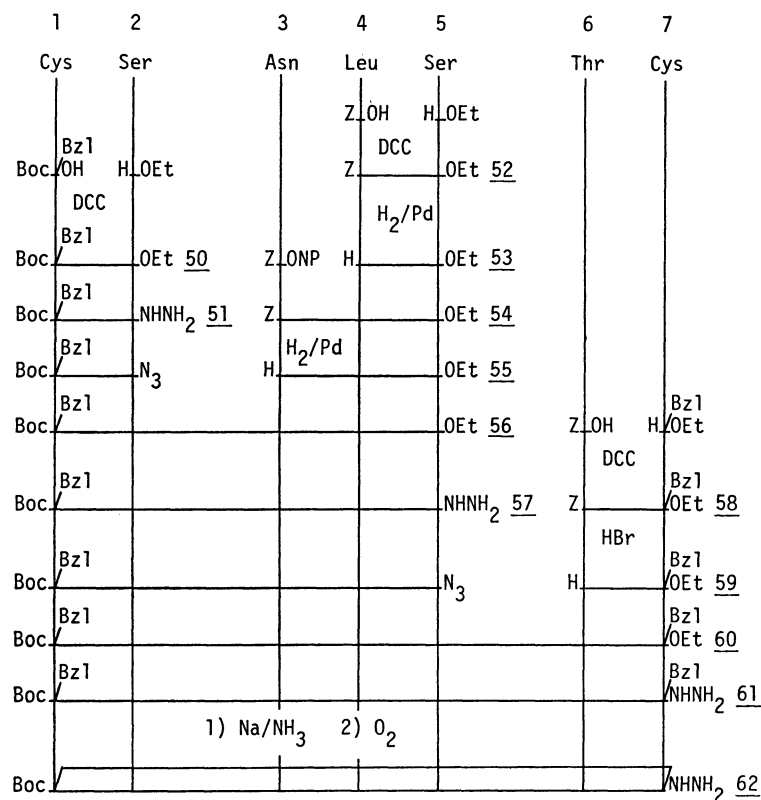 1 2 3 4 5 6 7
Cys Ser Asn Leu Ser Thr Cys
Z OH H OEt
Bzl DCC
Boc OH H OEt Z OEt 52
DCC H2/Pd
Bzl
Boc OEt 50 Z ONP H OEt 53
Bzl
Boc NHNH2 51 Z OEt 54
Bzl H2/Pd
Boc N3 H OEt 55
Bzl Bzl
Boc OEt 56 Z OH H OEt
DCC
Bzl Bzl
Boc NHNH2 57 Z OEt 58
HBr
Bzl Bzl
Boc N3 H OEt 59
Bzl Bzl
Boc OEt 60
Bzl Bzl
Boc NHNH2 61
1) Na/NH3 2) O2
Boc NHNH2 62